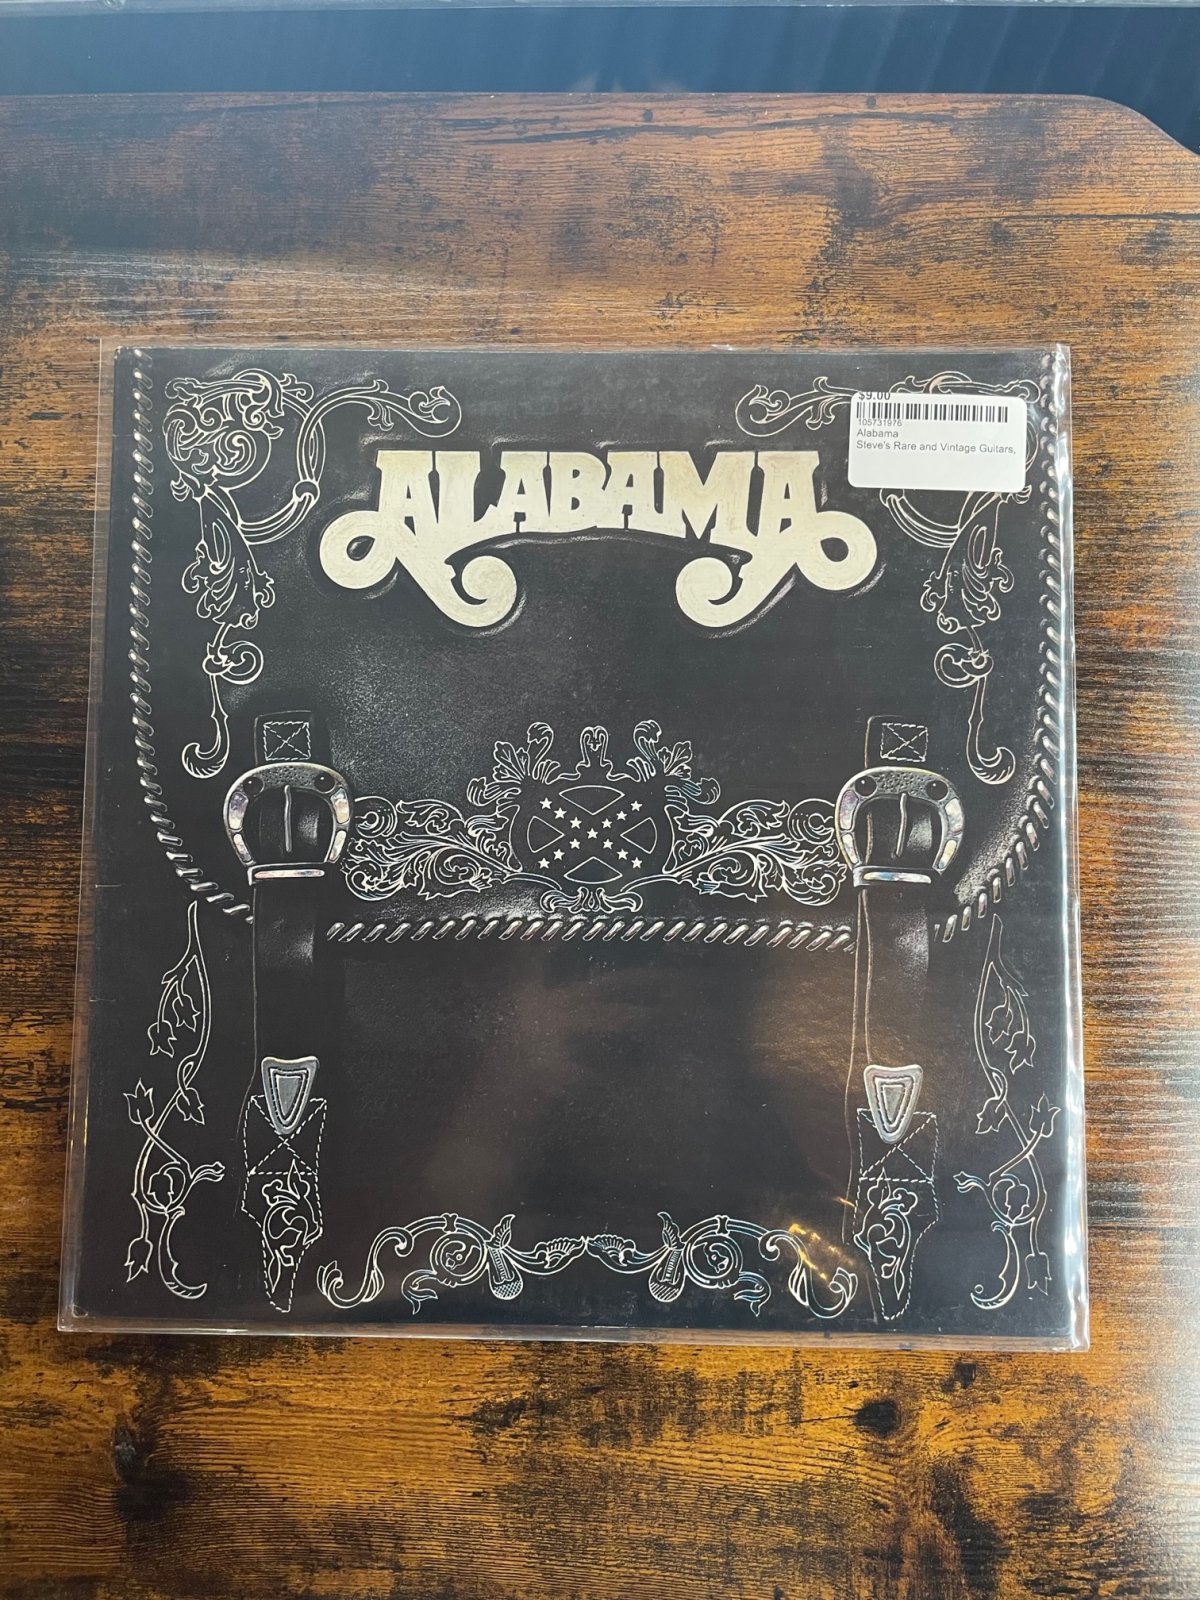 ALABAMA
$9.00
105731976
Alabama
Steve's Rare and Vintage Guitars,